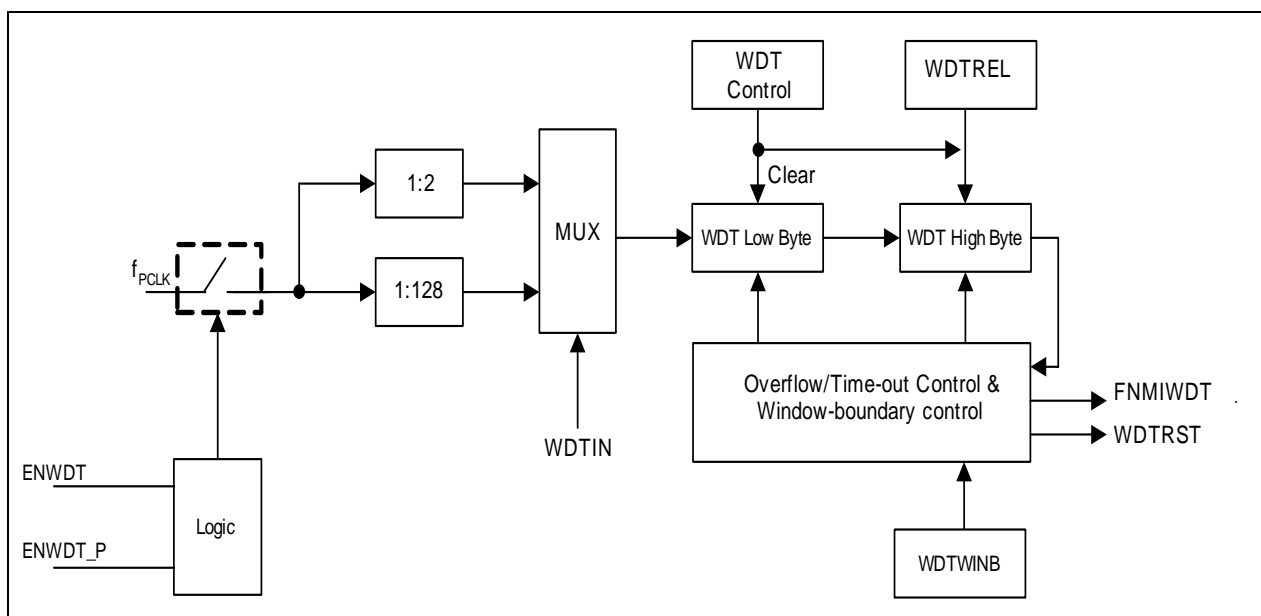 WDT
Control
WDTREL
1:2
Clear
MUX
WDT Low Byte
WDT High Byte
fPCLK
1:128
Overflow/Time-out Control &
Window-boundary control
FNMIWDT
.
WDTRST
WDTIN
ENWDT
Logic
ENWDT_P
WDTWINB